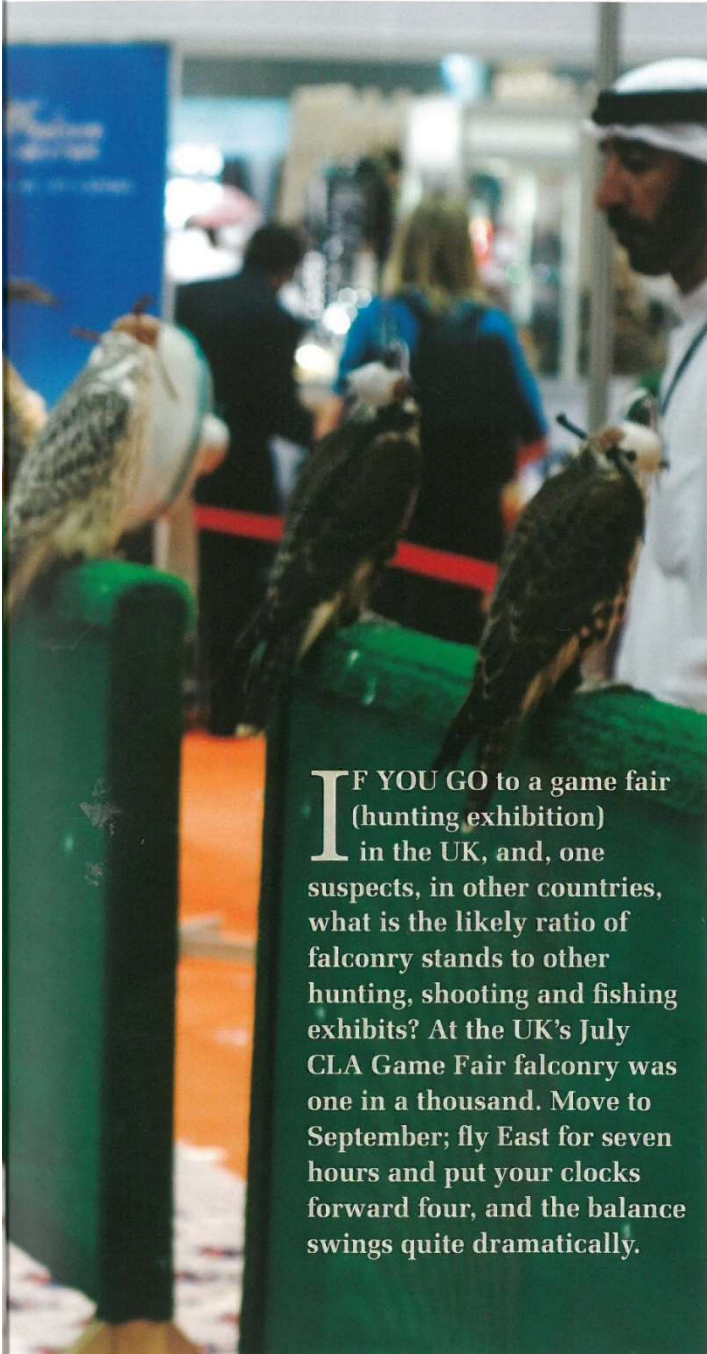 IF YOU GO to a game fair
(hunting exhibition)
in the UK, and, one
suspects, in other countries,
what is the likely ratio of
falconry stands to other
hunting, shooting and fishing
exhibits? At the UK's July
CLA Game Fair falconry was
one in a thousand. Move to
September; fly East for seven
hours and put your clocks
forward four, and the balance
swings quite dramatically.